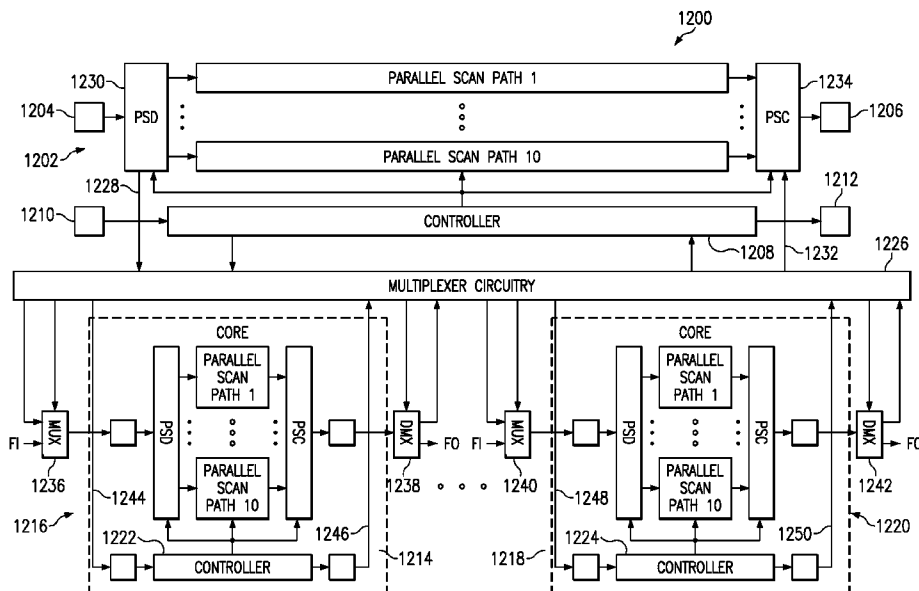 1200
1230
1234
PARALLEL SCAN PATH 1
1204
PSD
PSC
1206
1202
PARALLEL SCAN PATH 10
1228
1212
1210
CONTROLLER
1208
1232
1226
MULTIPLEXER CIRCUITRY
CORE
CORE
PARALLEL
SCAN
PATH 1
PARALLEL
SCAN
PATH 1
MUX
PSD
PSC
DMX
MUX
PSD
PSC
DMX
FI
FO
FI
FO
1236
1238
1240
1242
PARALLEL
SCAN
PATH 10
PARALLEL
SCAN
PATH 10
1244
1246
1248
1250
1216
1222
1214
1218
1224
1220
CONTROLLER
CONTROLLER